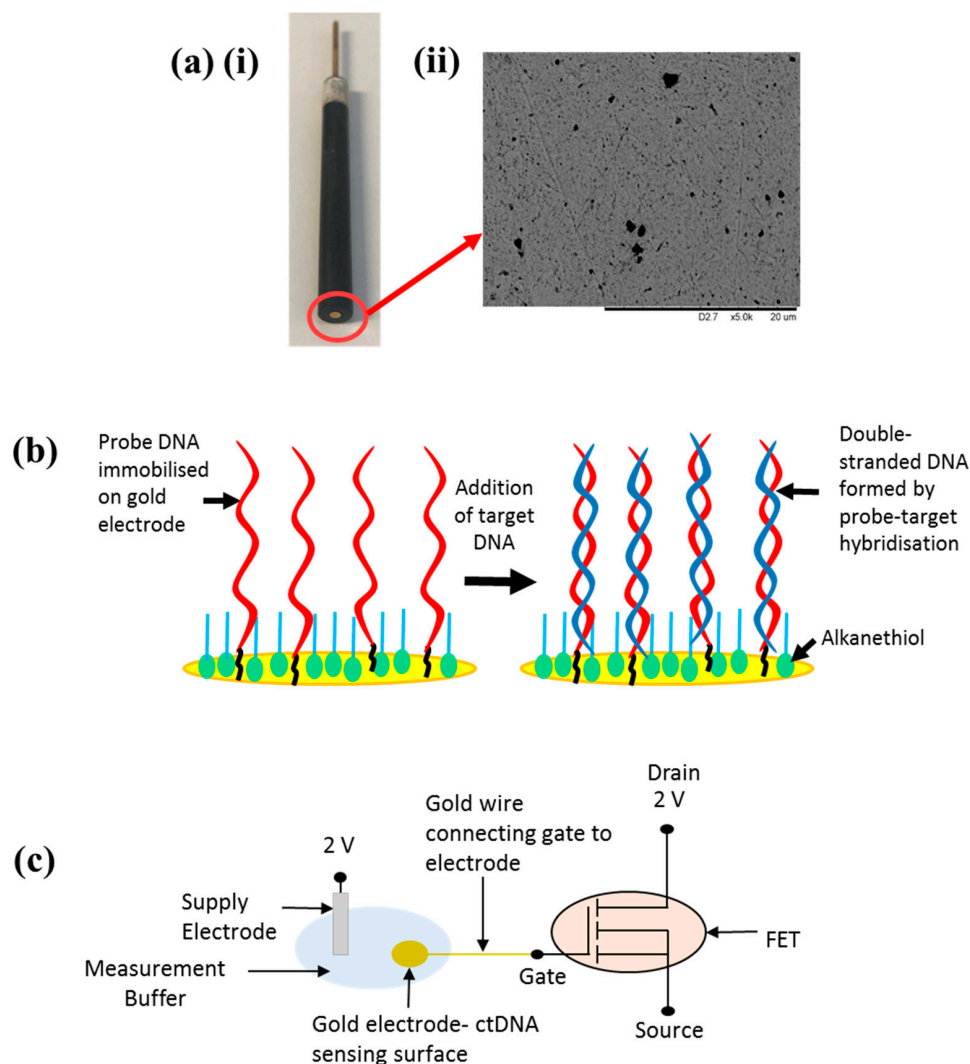 (a) (i)
(ii)
D2.7 x5.0k 20 um
(b)
Probe DNA
immobilised
on gold
electrode
Addition
of target
DNA
Double-
stranded DNA
formed by
probe-target
hybridisation
Alkanethiol
(c)
2 V
Supply
Electrode
Measurement
Buffer
Gold wire
connecting gate to
electrode
Gold electrode- ctDNA
sensing surface
Gate
Drain
2 V
FET
Source